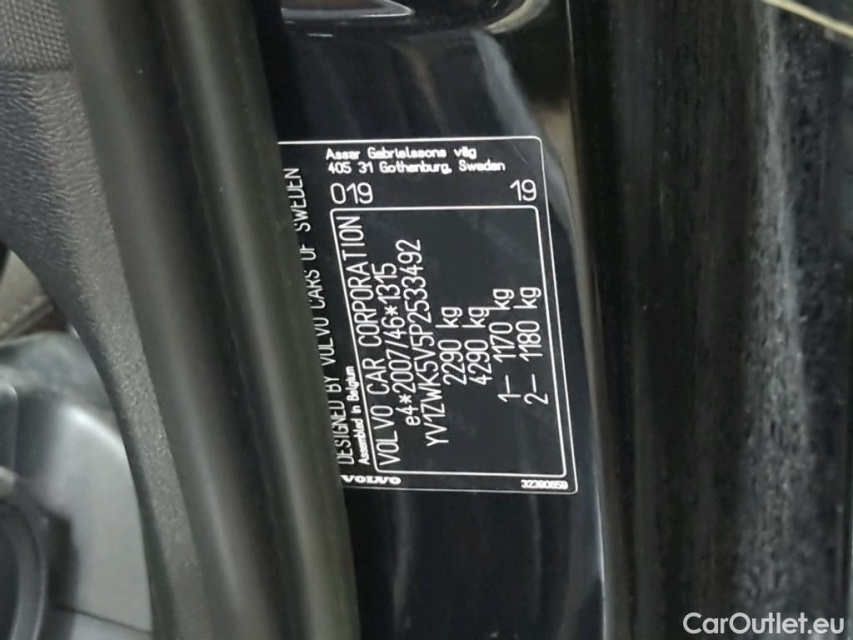 Assar Gabrielssons väg
405 31 Gothenburg, Sweden
019
19
DESIGNED BY VOLVO CARS OF SWEDEN
Assembled in Belgium
VOLVO CAR CORPORATION
e4*2007/46*1315
YV1ZWK5V5P2533492
2290 kg
4290 kg
1– 1170 kg
2– 1180 kg
VOLVO
CarOutlet.eu